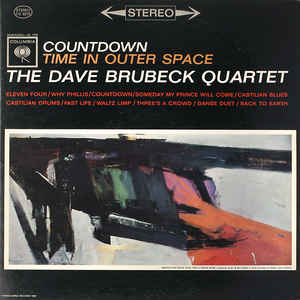 STEREO
COLUMBIA
COUNTDOWN
TIME IN OUTER SPACE
THE DAVE BRUBECK QUARTET
ELEVEN FOUR / WHY PHILLIS / COUNTDOWN / SOMEDAY MY PRINCE WILL COME / CASTILIAN BLUES
CASTILIAN DRUMS / FAST LIFE / WALTZ LIMP / THREE'S A CROWD / DANSE DUET / BACK TO EARTH